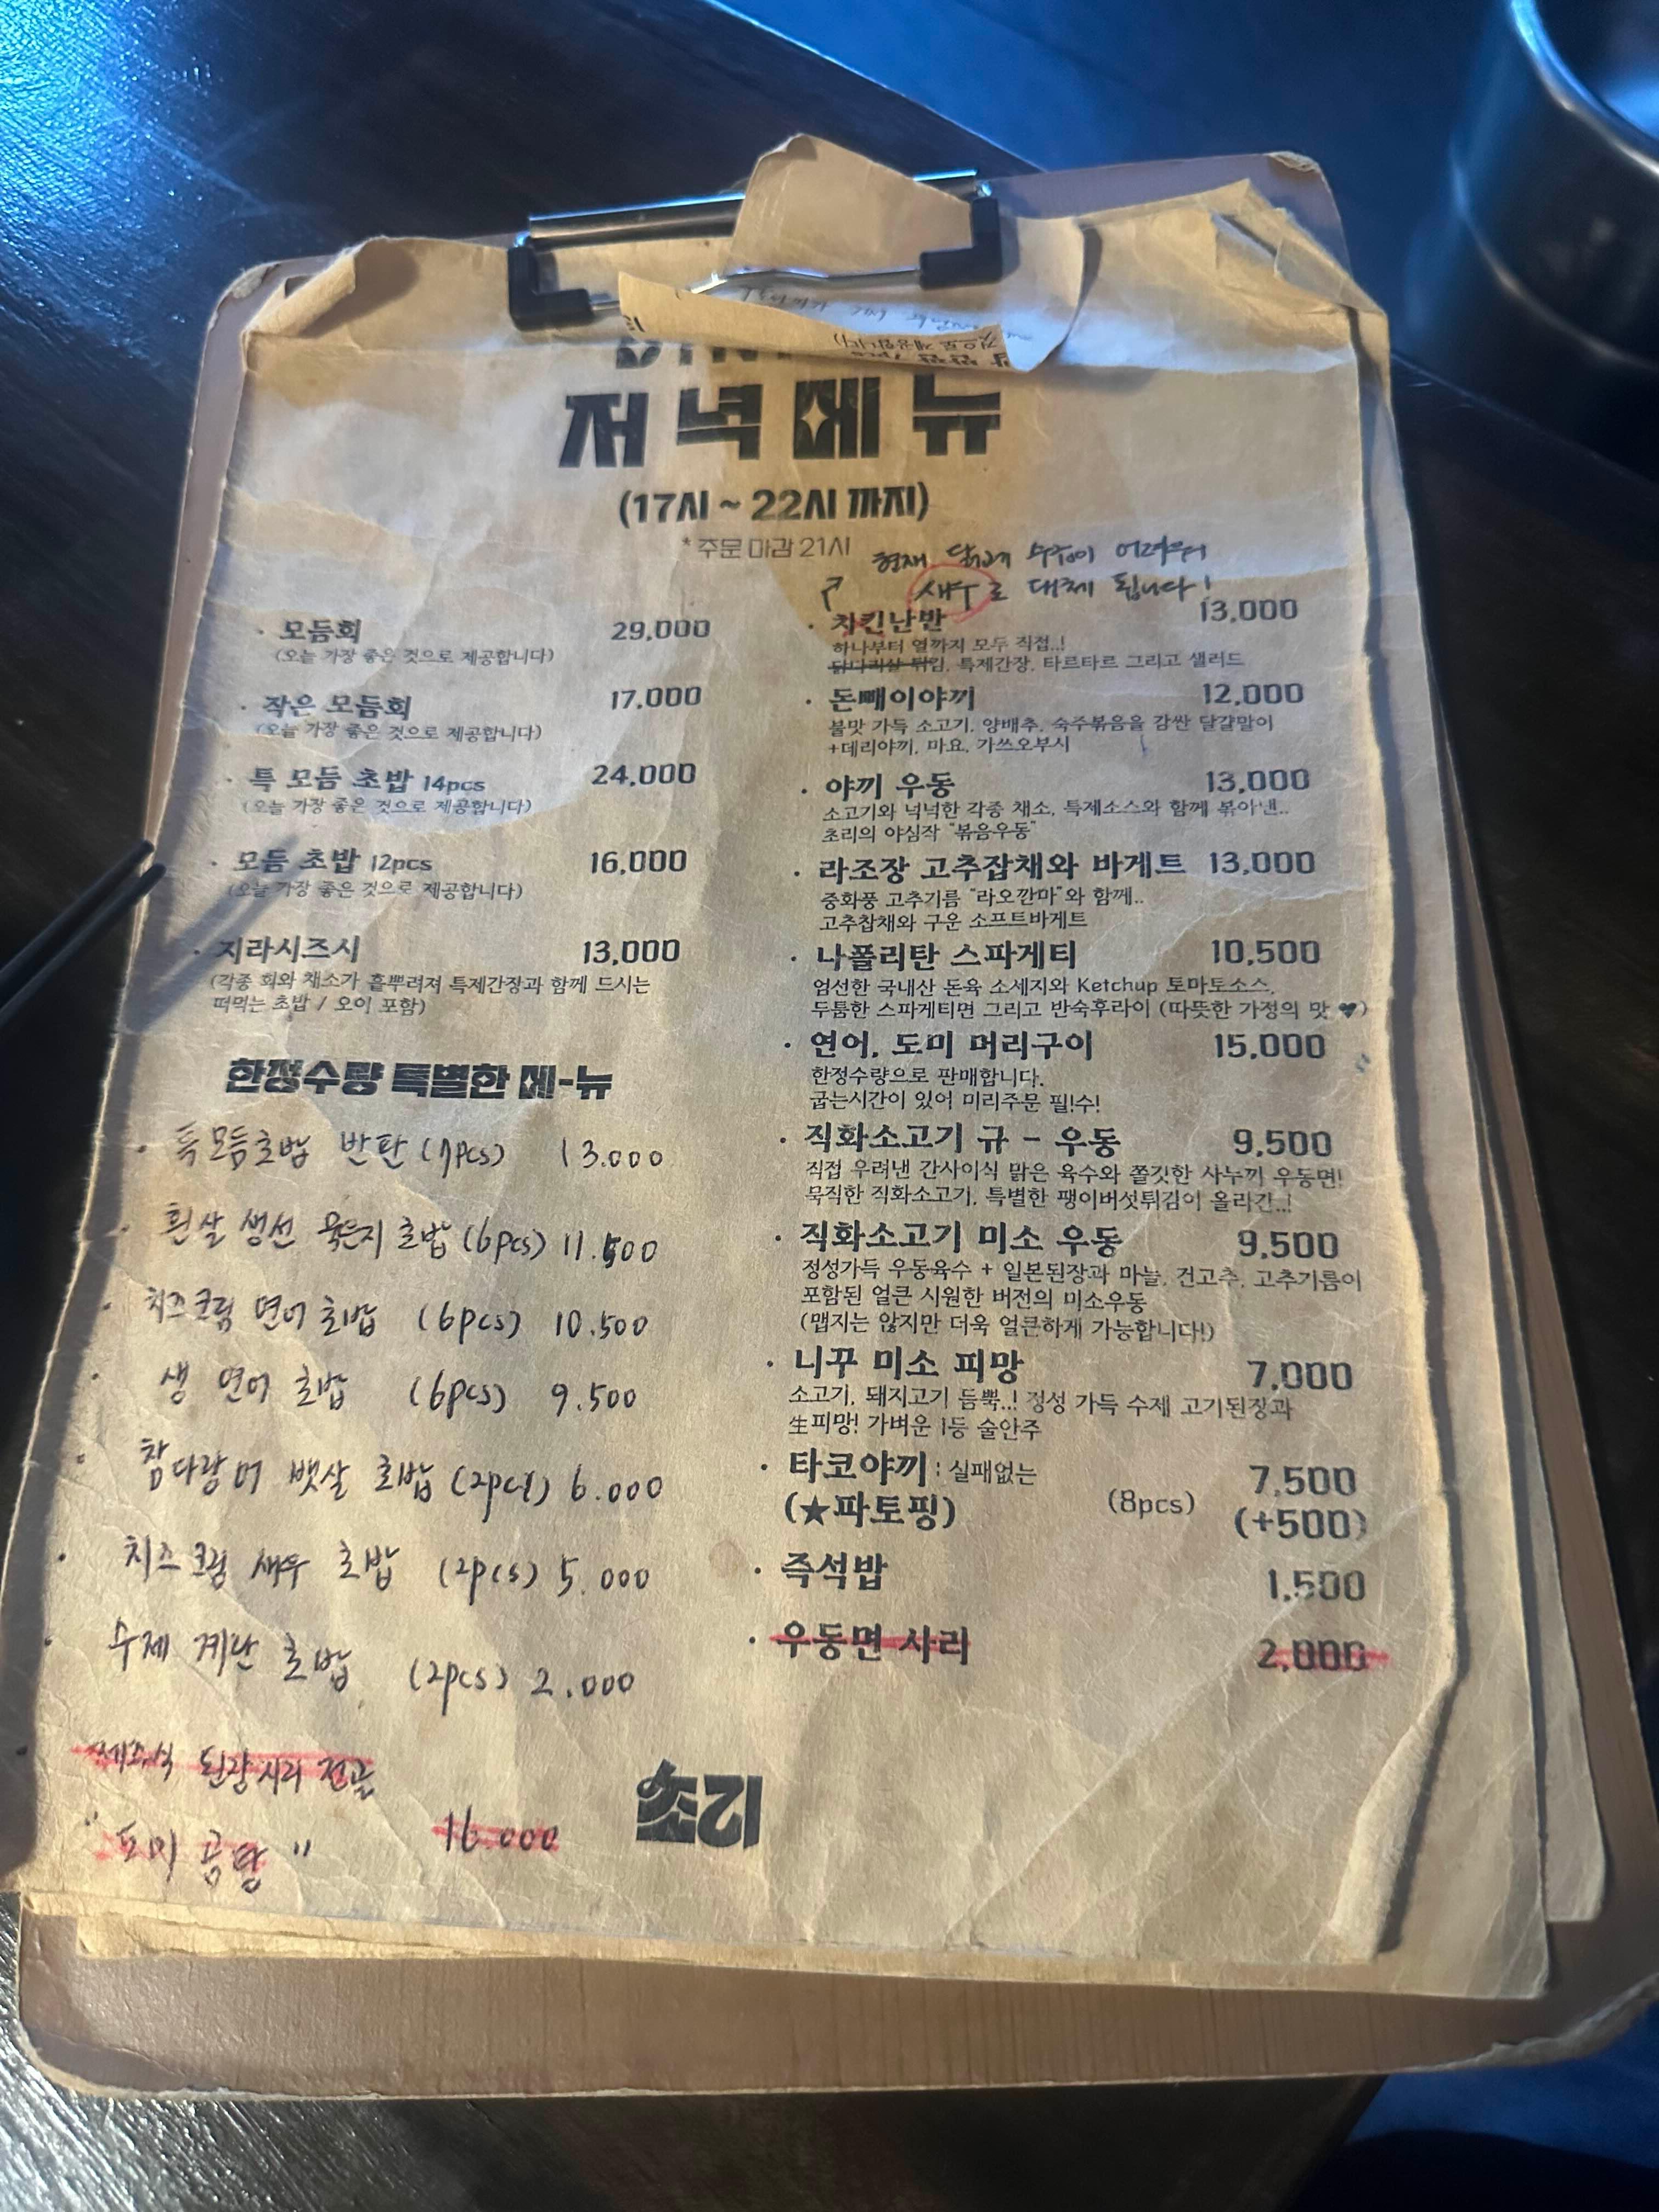 저녁메뉴
(17시 ~ 22시 까지)
* 주문 마감 21시
· 모듬회 29,000
(오늘 가장 좋은 것으로 제공합니다)
· 작은 모듬회 17,000
(오늘 가장 좋은 것으로 제공합니다)
· 특 모듬 초밥 14pcs 24,000
(오늘 가장 좋은 것으로 제공합니다)
· 모듬 초밥 12pcs 16,000
(오늘 가장 좋은 것으로 제공합니다)
· 지라시즈시 13,000
(각종 회와 채소가 흩뿌려져 특제간장과 함께 드시는
떠먹는 초밥 / 오이 포함)
한정수량 특별한 메-뉴
· 특모듬초밥 반판 (7pcs) 13.000
· 흰살 생선 묵은지 초밥 (6pcs) 11.500
· 치즈크림 연어 초밥 (6pcs) 10.500
· 생 연어 초밥 (6pcs) 9.500
· 참다랑어 뱃살 초밥 (2pcs) 6.000
· 치즈크림 새우 초밥 (2pcs) 5.000
· 수제 계란 초밥 (2pcs) 2.000
된장시리 전골
"도미 곰탕" 16.000
현재 닭고기 수급이 어려워
새우로 대체 됩니다!
· 치킨난반 13,000
하나부터 열까지 모두 직접..!
닭다리살 튀김, 특제간장, 타르타르 그리고 샐러드
· 돈빼이야끼 12,000
불맛 가득 소고기, 양배추, 숙주볶음을 감싼 달걀말이
+데리야끼, 마요, 가쓰오부시
· 야끼 우동 13,000
소고기와 넉넉한 각종 채소, 특제소스와 함께 볶아낸..
초리의 야심작 "볶음우동"
· 라조장 고추잡채와 바게트 13,000
중화풍 고추기름 "라오깐마"와 함께..
고추잡채와 구운 소프트바게트
· 나폴리탄 스파게티 10,500
엄선한 국내산 돈육 소세지와 Ketchup 토마토소스,
두툼한 스파게티면 그리고 반숙후라이 (따뜻한 가정의 맛 ♥)
· 연어, 도미 머리구이 15,000
한정수량으로 판매합니다.
굽는시간이 있어 미리주문 필!수!
· 직화소고기 규 - 우동 9,500
직접 우려낸 간사이식 맑은 육수와 쫄깃한 사누끼 우동면!
묵직한 직화소고기, 특별한 팽이버섯튀김이 올라간..!
· 직화소고기 미소 우동 9,500
정성가득 우동육수 + 일본된장과 마늘, 건고추, 고추기름이
포함된 얼큰 시원한 버전의 미소우동
(맵지는 않지만 더욱 얼큰하게 가능합니다!)
· 니꾸 미소 피망 7,000
소고기, 돼지고기 듬뿍..! 정성 가득 수제 고기된장과
生피망! 가벼운 1등 술안주
· 타코야끼 : 실패없는 7,500
(★파토핑) (8pcs) (+500)
· 즉석밥 1,500
· 우동면 사리 2,000
초리